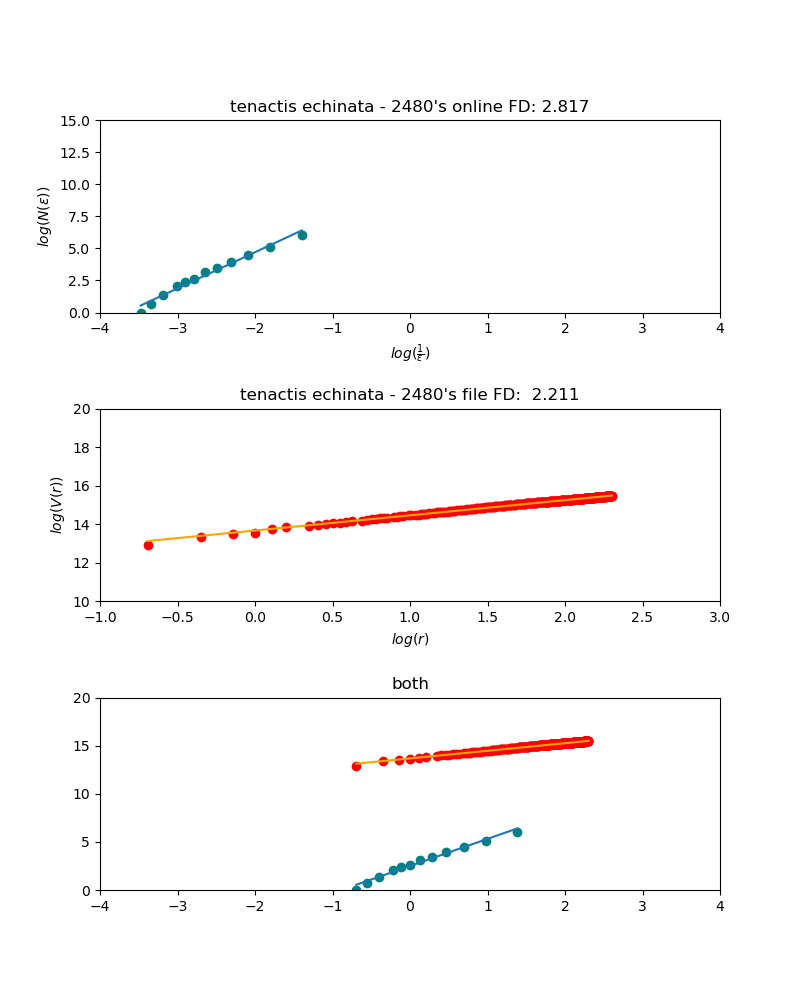 tenactis echinata - 2480's online FD: 2.817
15.0
12.5
10.0
7.5
5.0
2.5
0.0
log(N(ε))
−4 −3 −2 −1 0 1 2 3 4
log(1/ε)
tenactis echinata - 2480's file FD:  2.211
20
18
16
14
12
10
log(V(r))
−1.0 −0.5 0.0 0.5 1.0 1.5 2.0 2.5 3.0
log(r)
both
20
15
10
5
0
−4 −3 −2 −1 0 1 2 3 4